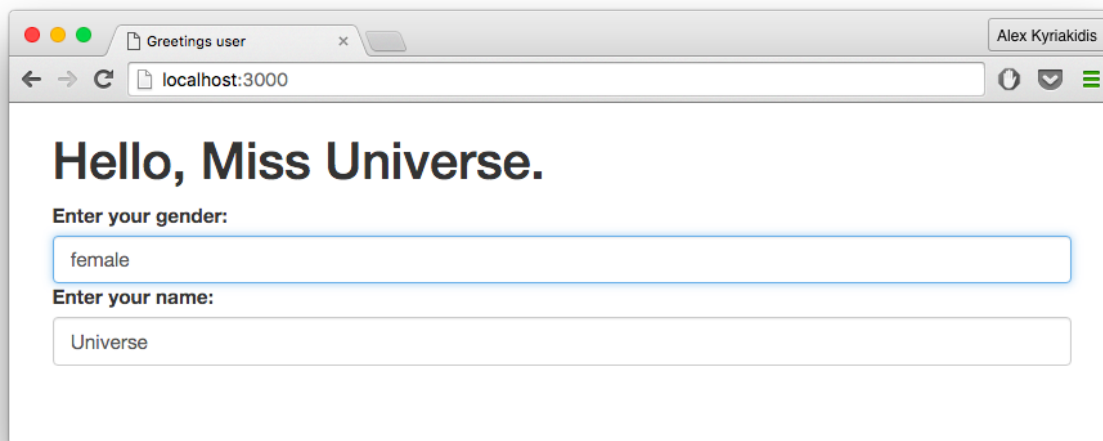 Greetings user
Alex Kyriakidis
localhost:3000
Hello, Miss Universe.
Enter your gender:
female
Enter your name:
Universe